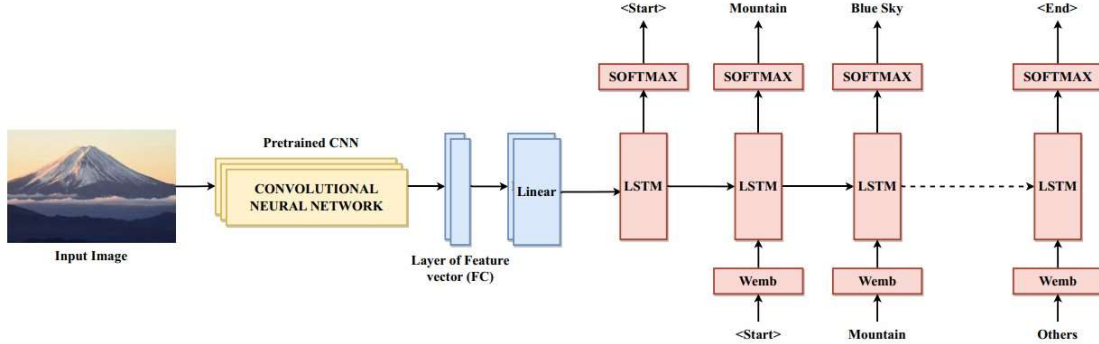 <Start>
Mountain
Blue Sky
<End>
SOFTMAX
SOFTMAX
SOFTMAX
SOFTMAX
Pretrained CNN
CONVOLUTIONAL
NEURAL NETWORK
Linear
LSTM
LSTM
LSTM
LSTM
Input Image
Layer of Feature
vector (FC)
Wemb
Wemb
Wemb
<Start>
Mountain
Others